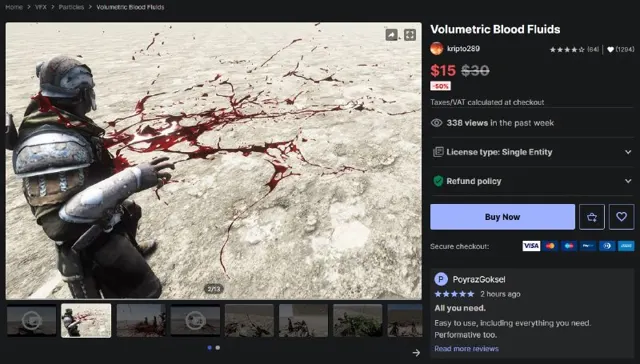 Home > VFX > Particles > Volumetric Blood Fluids
Volumetric Blood Fluids
kripto289
(64) | (1294)
$15 $30
-50%
Taxes/VAT calculated at checkout
338 views in the past week
License type: Single Entity
Refund policy
Buy Now
Secure checkout:
VISA
2/13
P PoyrazGoksel
2 hours ago
All you need.
Easy to use, including everything you need.
Performative too.
Read more reviews